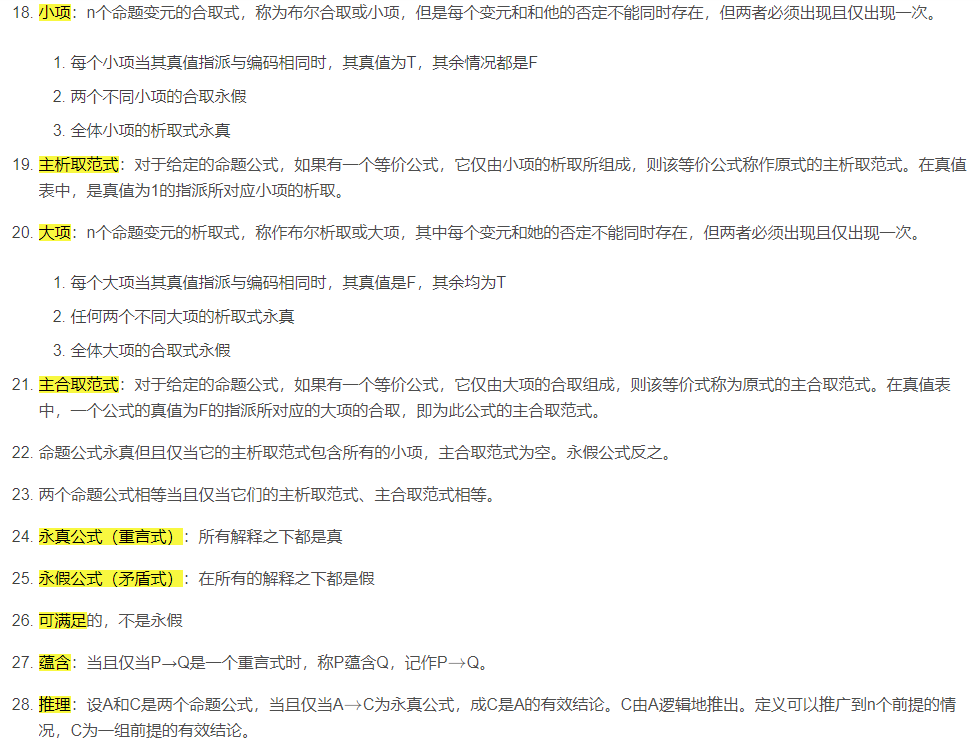 18. 小项：n个命题变元的合取式，称为布尔合取或小项，但是每个变元和和他的否定不能同时存在，但两者必须出现且仅出现一次。
1. 每个小项当其真值指派与编码相同时，其真值为T，其余情况都是F
2. 两个不同小项的合取永假
3. 全体小项的析取式永真
19. 主析取范式：对于给定的命题公式，如果有一个等价公式，它仅由小项的析取所组成，则该等价公式称作原式的主析取范式。在真值
表中，是真值为1的指派所对应小项的析取。
20. 大项：n个命题变元的析取式，称作布尔析取或大项，其中每个变元和她的否定不能同时存在，但两者必须出现且仅出现一次。
1. 每个大项当其真值指派与编码相同时，其真值是F，其余均为T
2. 任何两个不同大项的析取式永真
3. 全体大项的合取式永假
21. 主合取范式：对于给定的命题公式，如果有一个等价公式，它仅由大项的合取组成，则该等价式称为原式的主合取范式。在真值表
中，一个公式的真值为F的指派所对应的大项的合取，即为此公式的主合取范式。
22. 命题公式永真但且仅当它的主析取范式包含所有的小项，主合取范式为空。永假公式反之。
23. 两个命题公式相等当且仅当它们的主析取范式、主合取范式相等。
24. 永真公式（重言式）：所有解释之下都是真
25. 永假公式（矛盾式）：在所有的解释之下都是假
26. 可满足的，不是永假
27. 蕴含：当且仅当P→Q是一个重言式时，称P蕴含Q，记作P→Q。
28. 推理：设A和C是两个命题公式，当且仅当A→C为永真公式，成C是A的有效结论。C由A逻辑地推出。定义可以推广到n个前提的情
况，C为一组前提的有效结论。